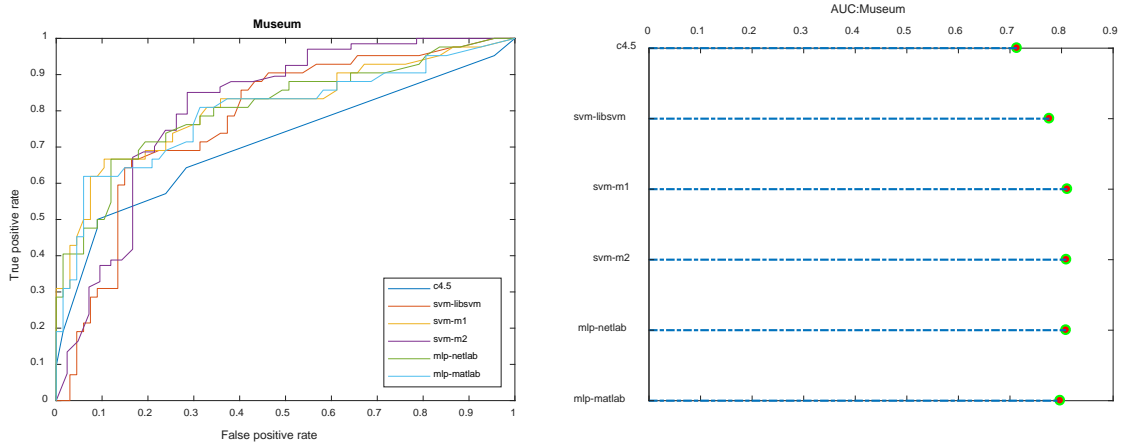 Museum
1
0.9
0.8
0.7
0.6
0.5
0.4
0.3
0.2
0.1
0
True positive rate
c4.5
svm-libsvm
svm-m1
svm-m2
mlp-netlab
mlp-matlab
0 0.1 0.2 0.3 0.4 0.5 0.6 0.7 0.8 0.9 1
False positive rate
AUC:Museum
0 0.1 0.2 0.3 0.4 0.5 0.6 0.7 0.8 0.9
c4.5
svm-libsvm
svm-m1
svm-m2
mlp-netlab
mlp-matlab